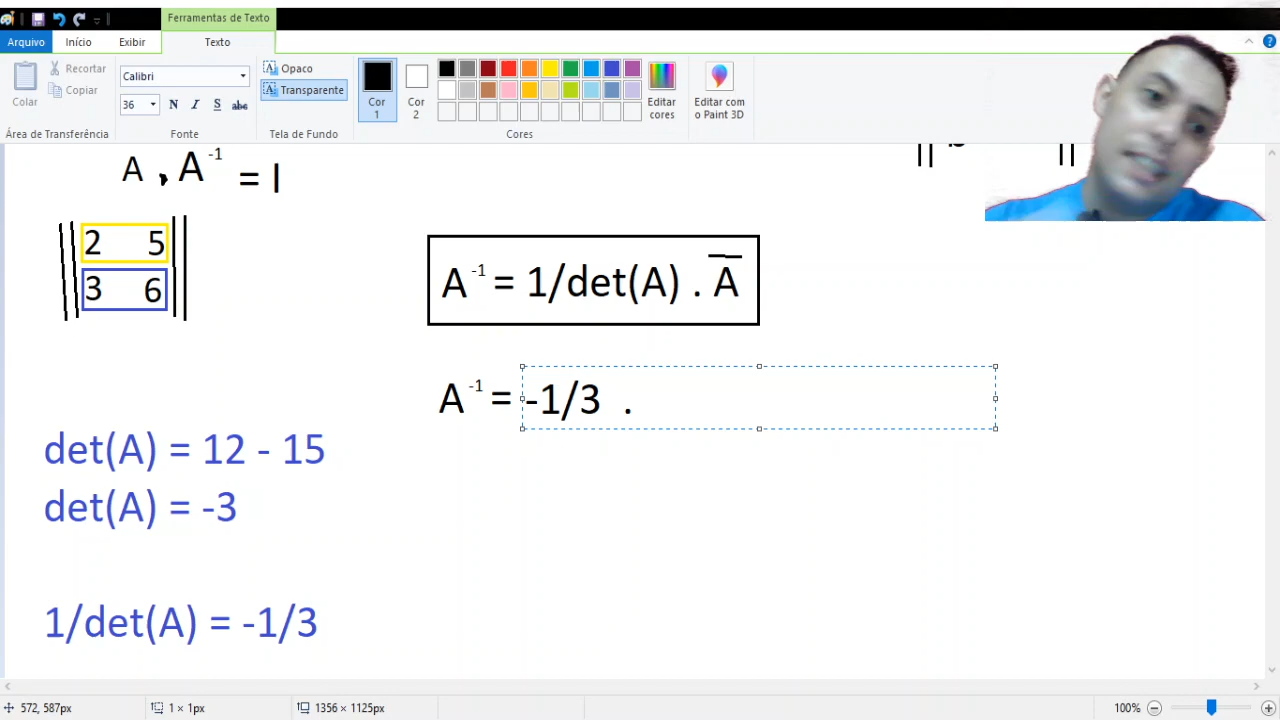 Ferramentas de Texto
Arquivo Início Exibir Texto
Colar
Recortar
Copiar
Área de Transferência
Calibri
36
N I S abc
Fonte
Opaco
Transparente
Tela de Fundo
Cor 1
Cor 2
Cores
Editar cores
Editar com o Paint 3D
A . A -1 = I
2 5
3 6
A -1 = 1/det(A) . A
A -1 = -1/3 .
det(A) = 12 - 15
det(A) = -3
1/det(A) = -1/3
572, 587px 1 × 1px 1356 × 1125px 100%